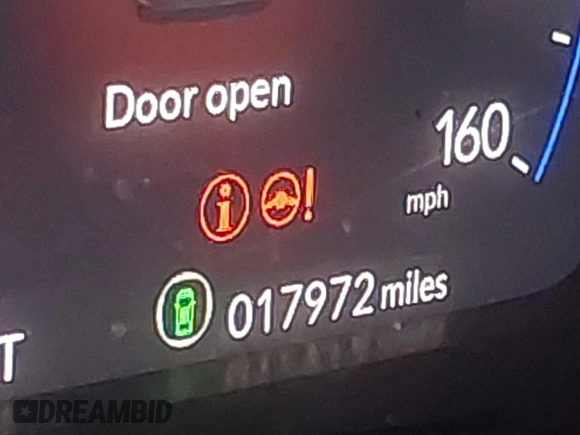 Door open
160
mph
i !
017972 miles
T
DREAMBID